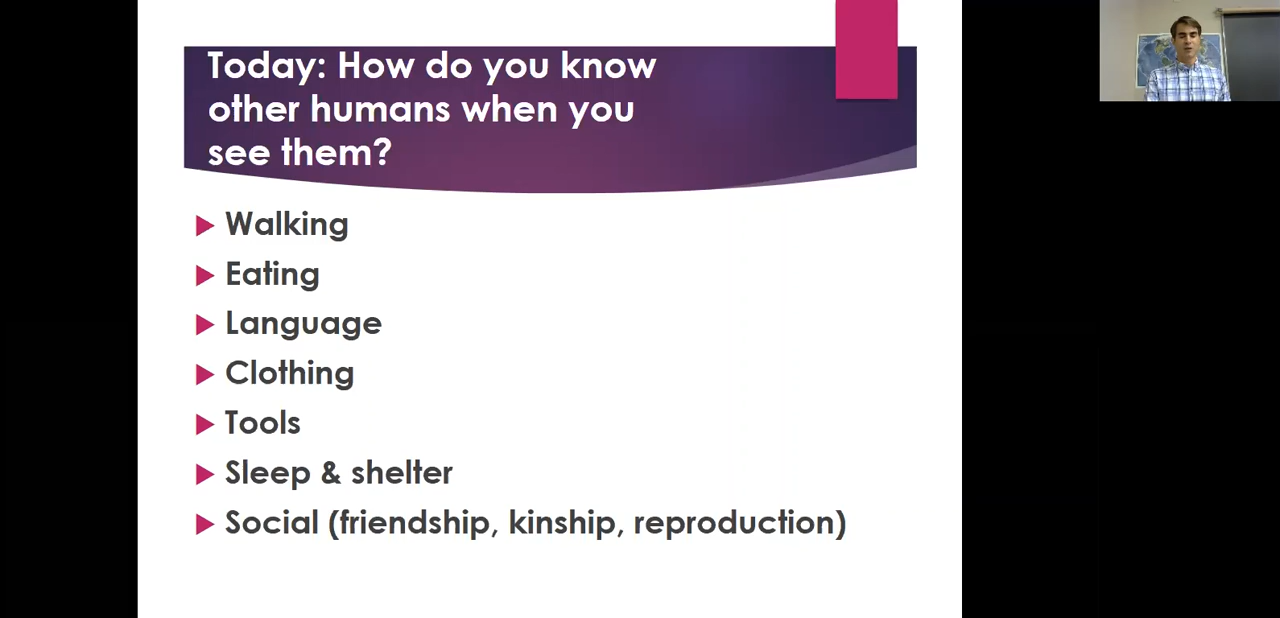 Today: How do you know
other humans when you
see them?
Walking
Eating
Language
Clothing
Tools
Sleep & shelter
Social (friendship, kinship, reproduction)